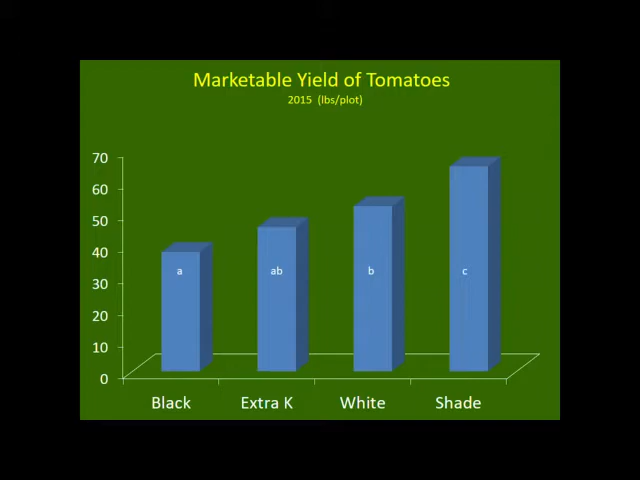 Marketable Yield of Tomatoes
2015 (lbs/plot)
70
60
50
40
30
20
10
0
a
ab
b
c
Black
Extra K
White
Shade